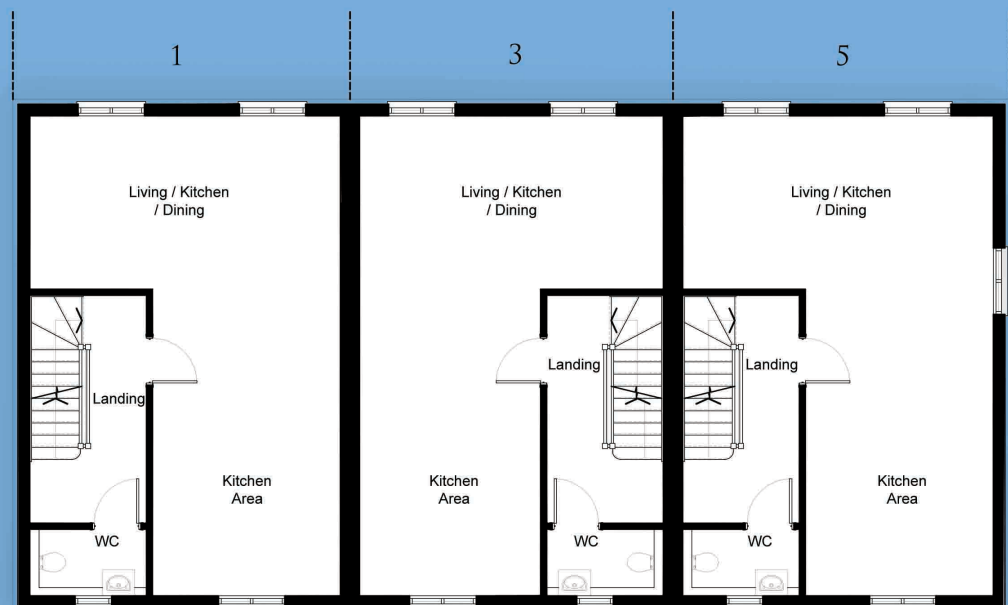 1
3
5
Living / Kitchen
/ Dining
Living / Kitchen
/ Dining
Living / Kitchen
/ Dining
Landing
Landing
Landing
Kitchen
Area
Kitchen
Area
Kitchen
Area
WC
WC
WC